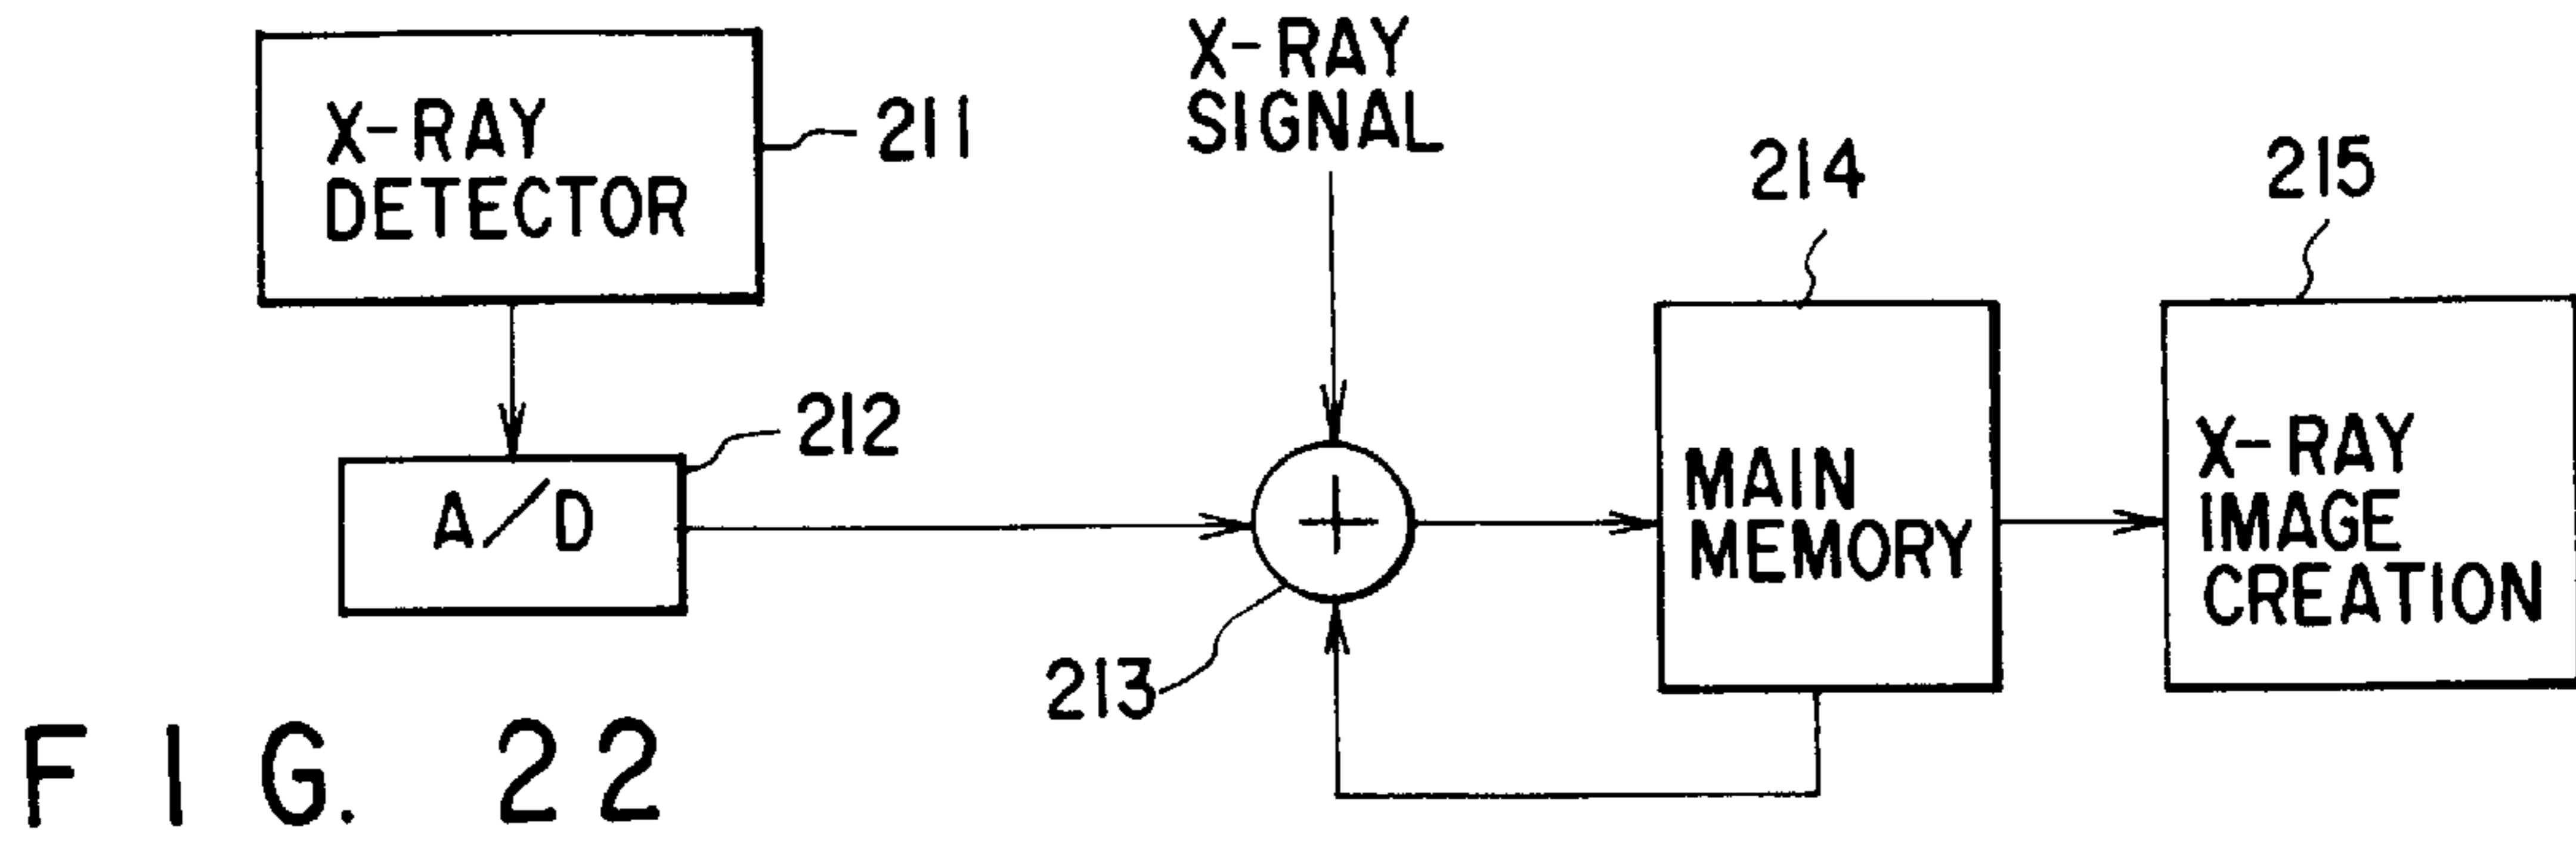 X-RAY
DETECTOR
211
X-RAY
SIGNAL
214
215
212
A/D
MAIN
MEMORY
X-RAY
IMAGE
CREATION
213
FIG. 22